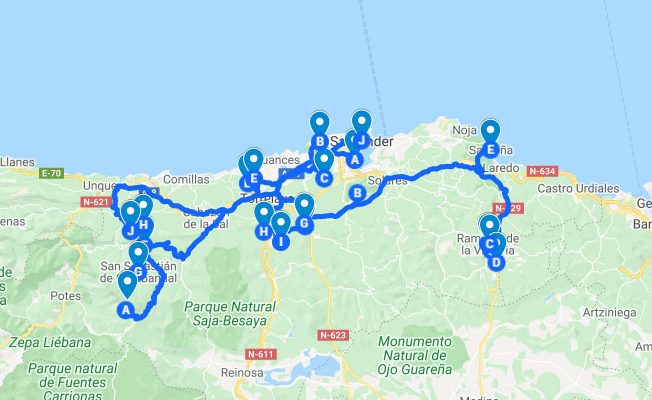 Noja
B
Santander
J
A
E
Santoña
Llanes
E-70
Suances
C
N-634
Laredo
Unquera
Comillas
A-8
L
E
Solares
B
Castro Urdiales
N-621
Torrelavega
Cabezón
de la Sal
N-629
J
H
H
G
I
C
Ramales de
la Victoria
D
San Sebastián
de Garabandal
G
Potes
A
Parque Natural
Saja-Besaya
Artziniega
Zepa Liébana
N-623
Monumento
Natural de
Ojo Guareña
N-611
Reinosa
Medina
Parque natural
de Fuentes
Carrionas